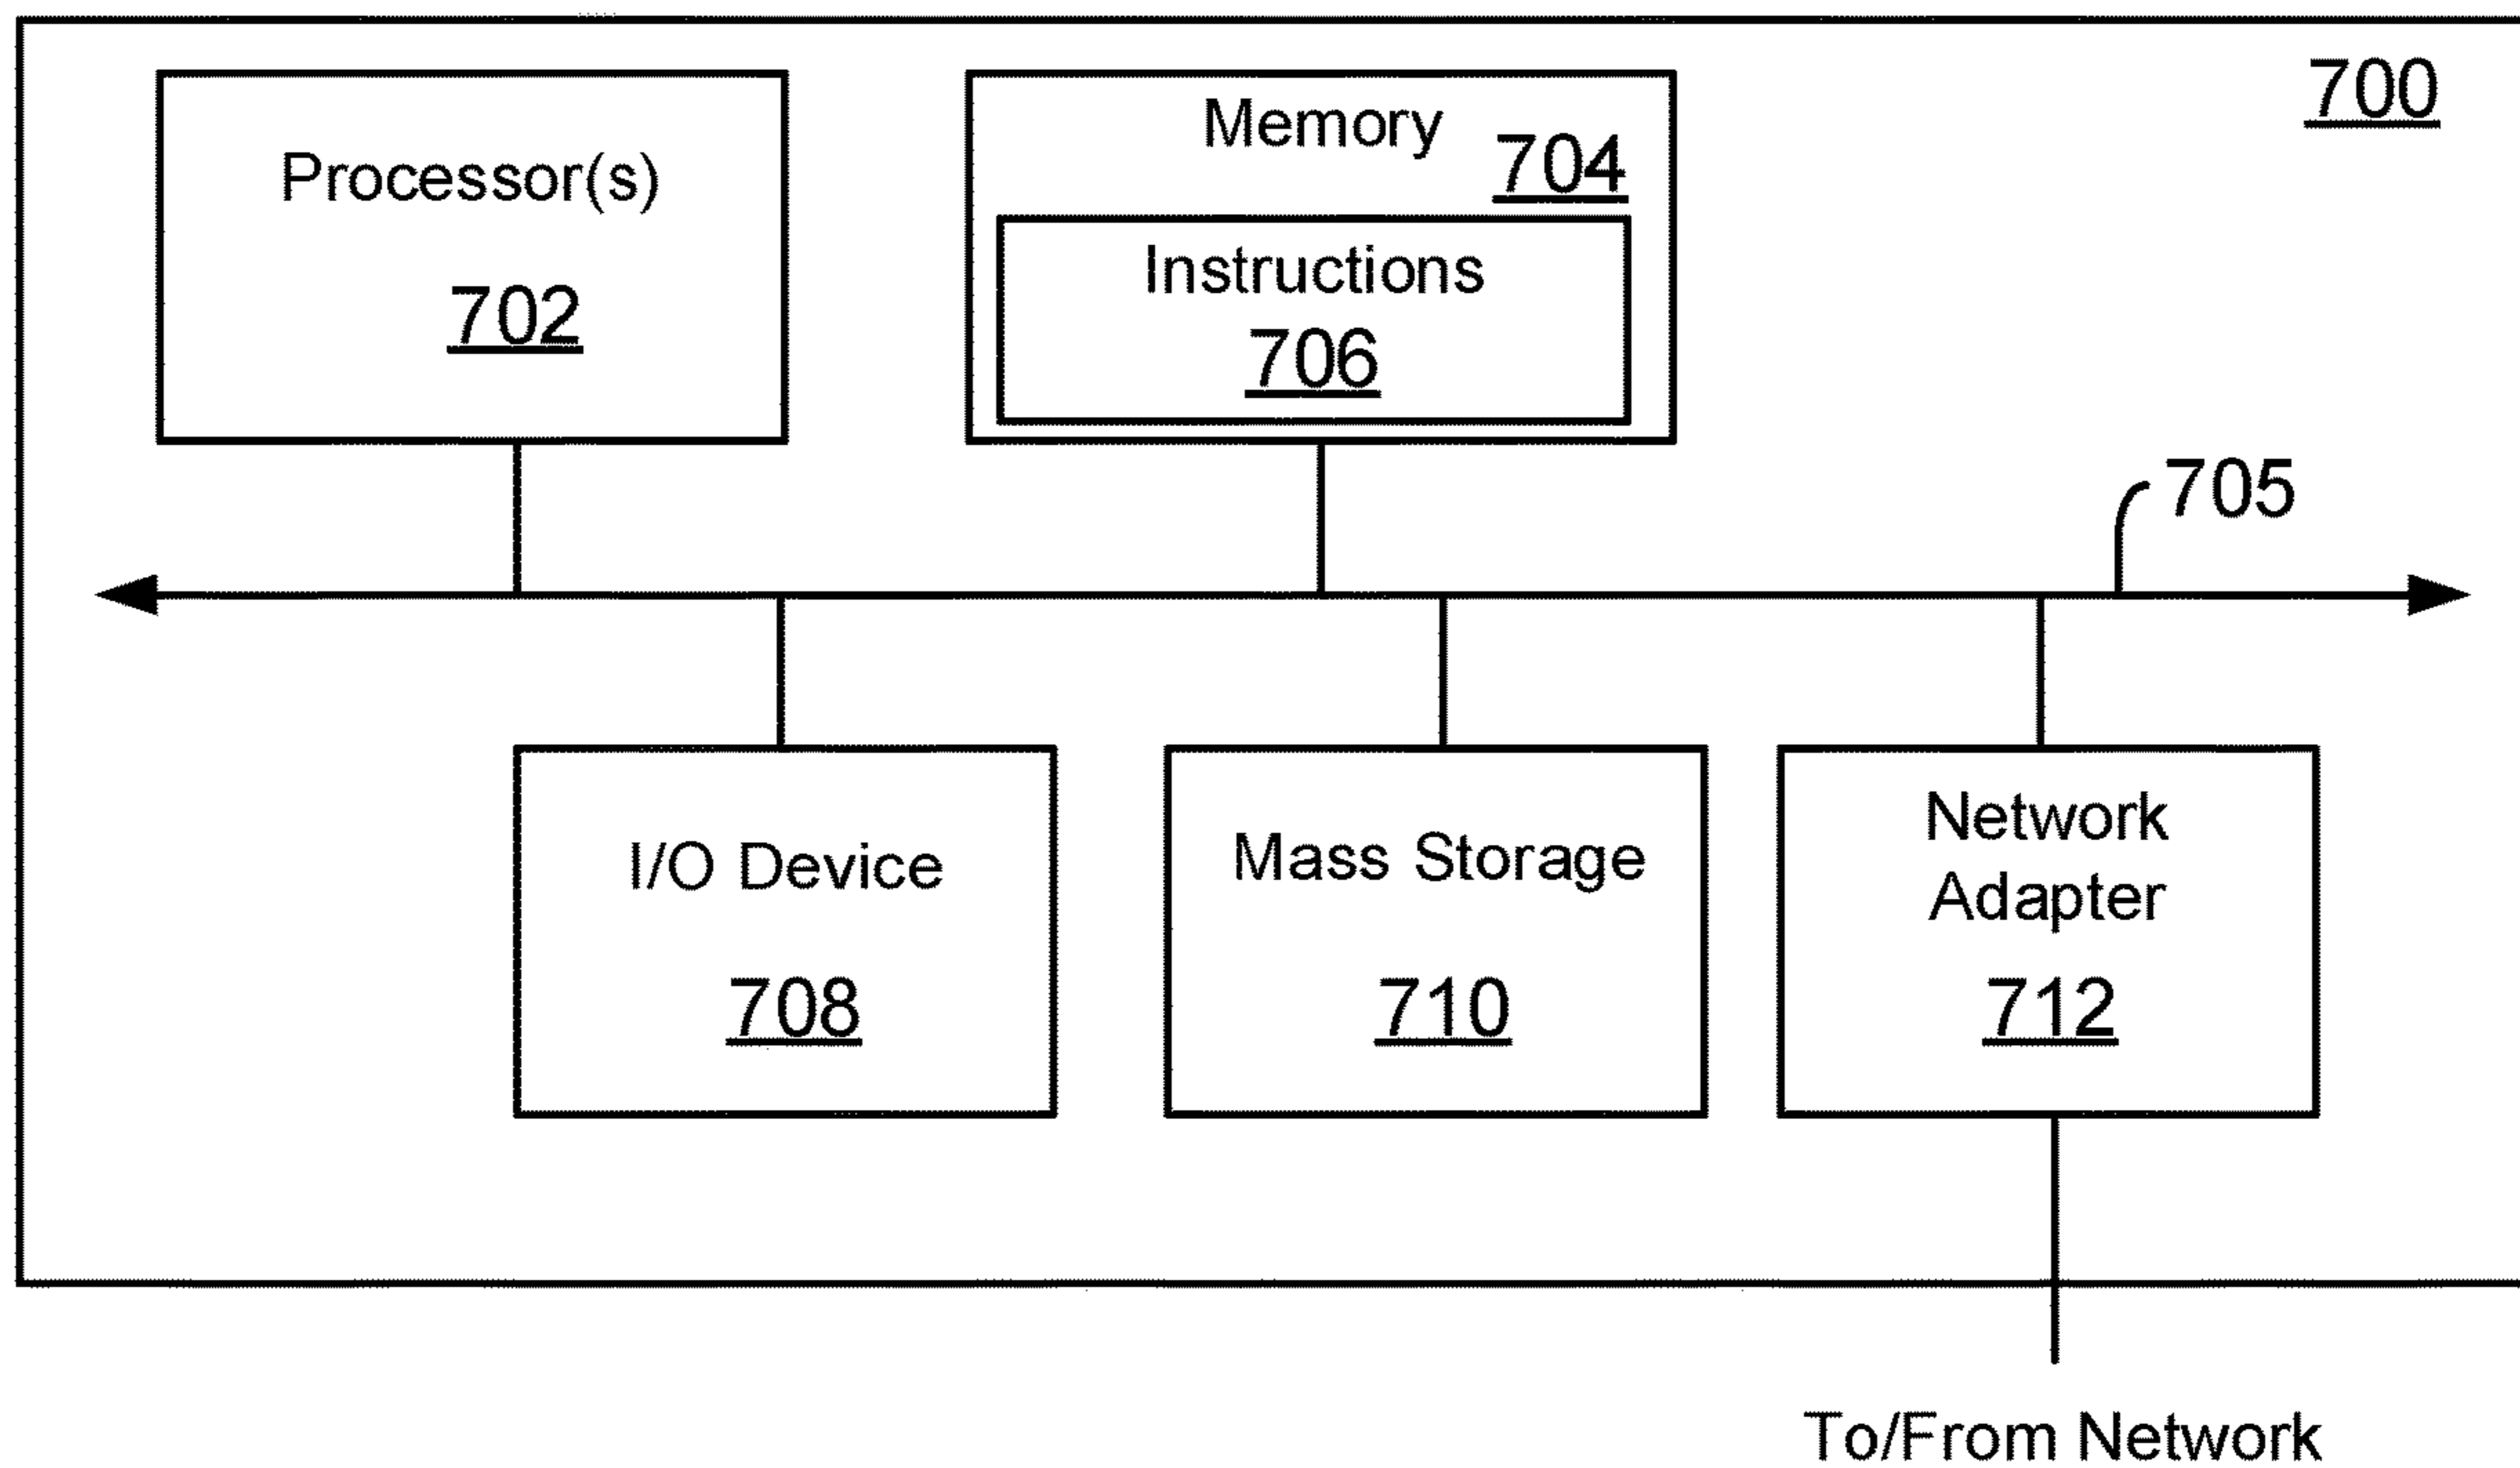 700
Processor(s)
702
Memory
704
Instructions
706
705
I/O Device
708
Mass Storage
710
Network
Adapter
712
To/From Network